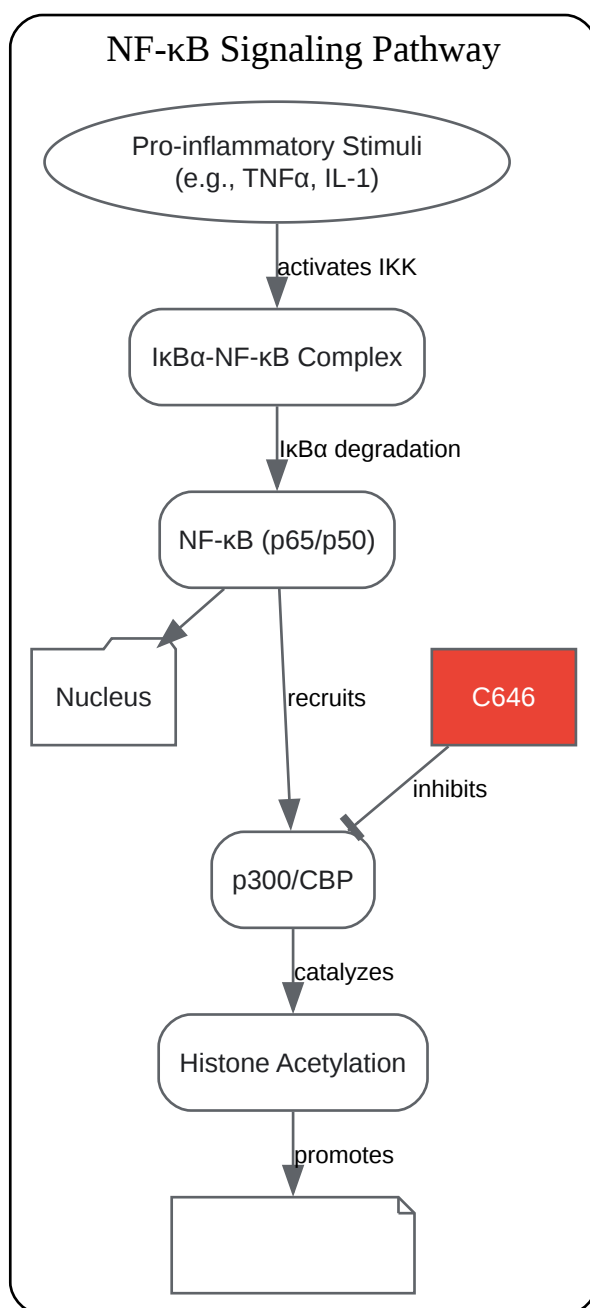 NF-κB Signaling Pathway
Pro-inflammatory Stimuli
(e.g., TNFα, IL-1)
activates IKK
IκBα-NF-κB Complex
IκBα degradation
NF-κB (p65/p50)
Nucleus
recruits
C646
inhibits
p300/CBP
catalyzes
Histone Acetylation
promotes